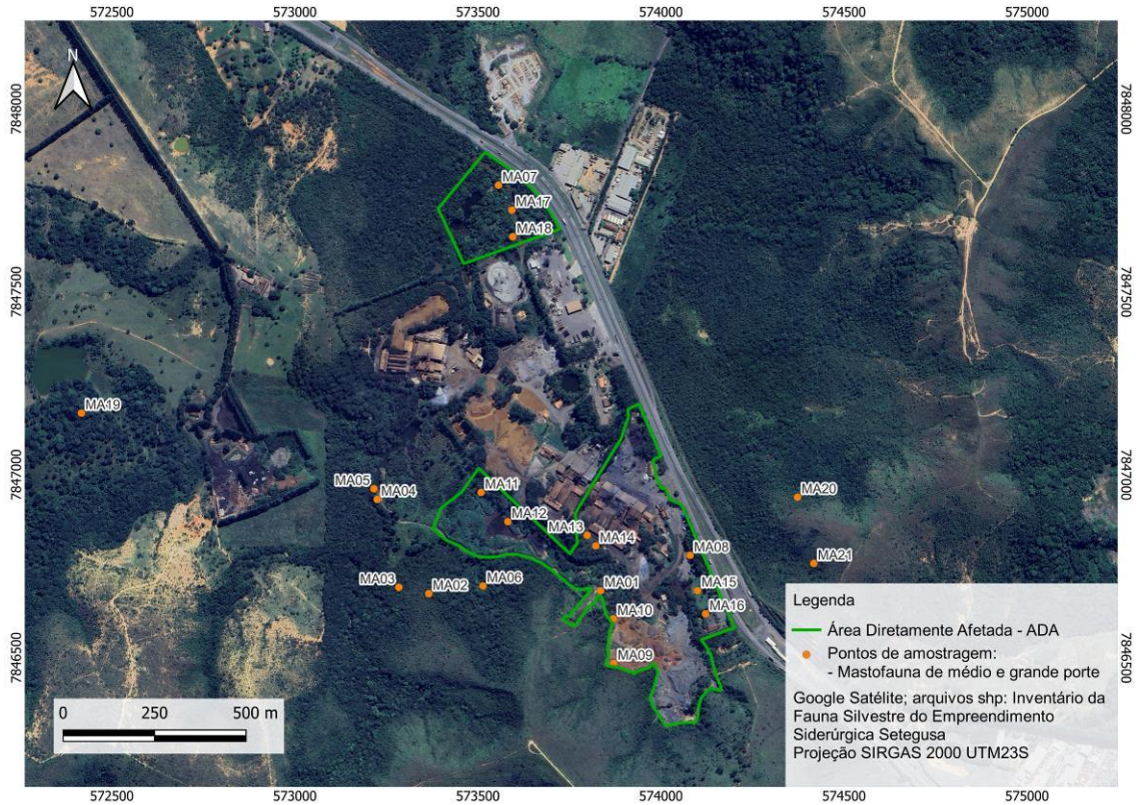 572500 573000 573500 574000 574500 575000
7848000
7848000
N
MA07
MA17
MA18
7847500
7847500
MA19
7847000
7847000
MA05
MA04
MA11
MA20
MA12
MA13
MA14
MA08
MA21
MA03
MA02
MA06
MA01
MA15
MA10
MA16
7846500
7846500
MA09
Legenda
Área Diretamente Afetada - ADA
Pontos de amostragem:
- Mastofauna de médio e grande porte
Google Satélite; arquivos shp: Inventário da
Fauna Silvestre do Empreendimento
Siderúrgica Setegusa
Projeção SIRGAS 2000 UTM23S
0 250 500 m
572500 573000 573500 574000 574500 575000